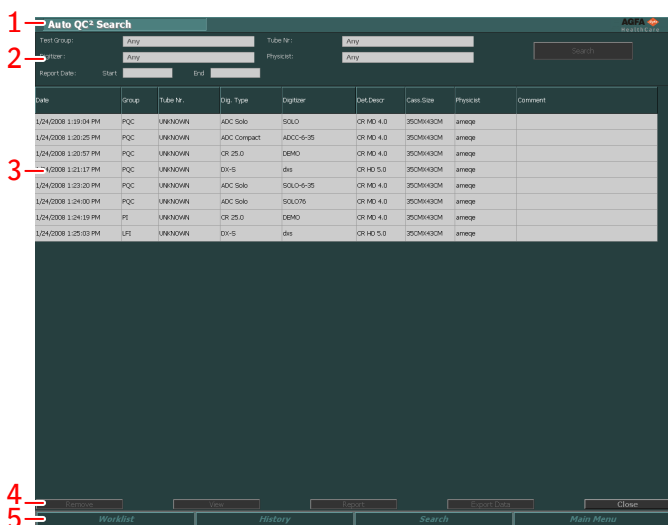 1 Auto QC² Search AGFA HealthCare
Test Group: Any Tube Nr: Any
2 Digitizer: Any Physicist: Any Search
Report Date: Start End
Date Group Tube Nr. Dig. Type Digitizer Det.Descr Cass.Size Physicist Comment
1/24/2008 1:19:04 PM PQC UNKNOWN ADC Solo SOLO CR MD 4.0 35CMX43CM ameqe
1/24/2008 1:20:25 PM PQC UNKNOWN ADC Compact ADCC-6-35 CR MD 4.0 35CMX43CM ameqe
1/24/2008 1:20:57 PM PQC UNKNOWN CR 25.0 DEMO CR MD 4.0 35CMX43CM ameqe
3 1/24/2008 1:21:17 PM PQC UNKNOWN DX-S dxs CR HD 5.0 35CMX43CM ameqe
1/24/2008 1:23:20 PM PQC UNKNOWN ADC Solo SOLO-6-35 CR MD 4.0 35CMX43CM ameqe
1/24/2008 1:24:00 PM PQC UNKNOWN ADC Solo SOLO76 CR MD 4.0 35CMX43CM ameqe
1/24/2008 1:24:19 PM PI UNKNOWN CR 25.0 DEMO CR MD 4.0 35CMX43CM ameqe
1/24/2008 1:25:03 PM LFI UNKNOWN DX-S dxs CR HD 5.0 35CMX43CM ameqe
4 Remove View Report Export Data Close
5 Worklist History Search Main Menu